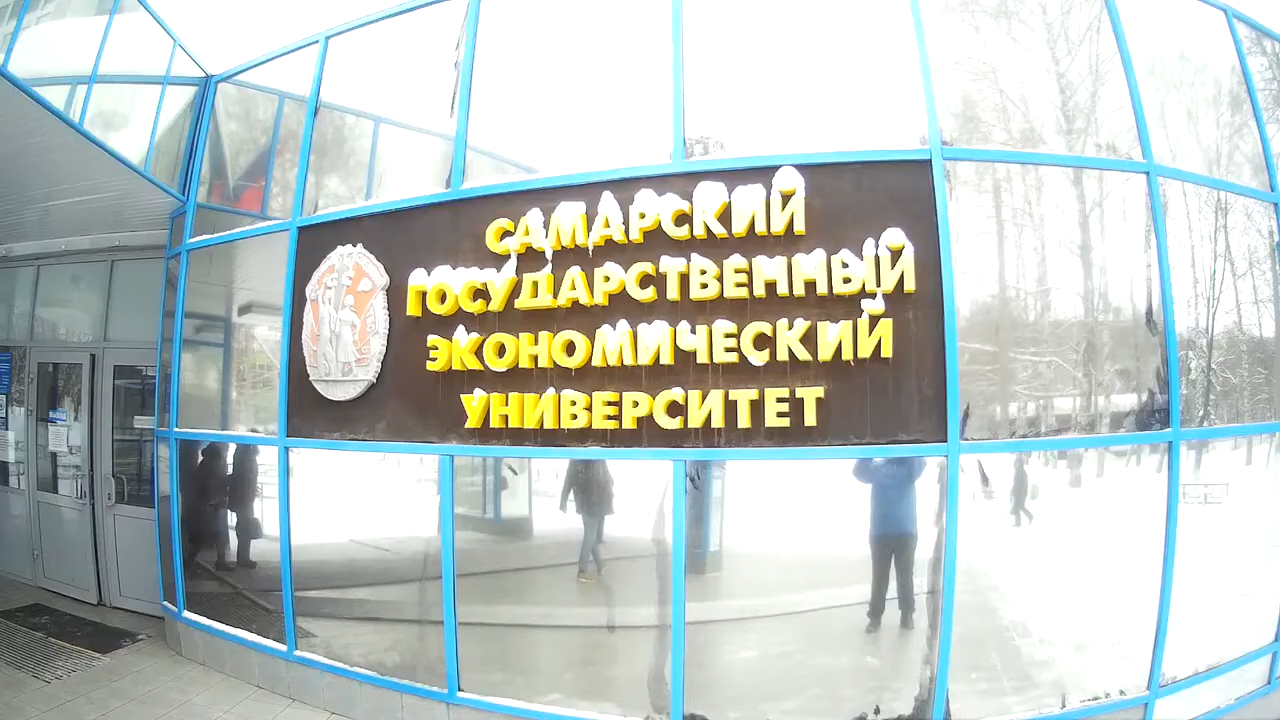 САМАРСКИЙ
ГОСУДАРСТВЕННЫЙ
ЭКОНОМИЧЕСКИЙ
УНИВЕРСИТЕТ